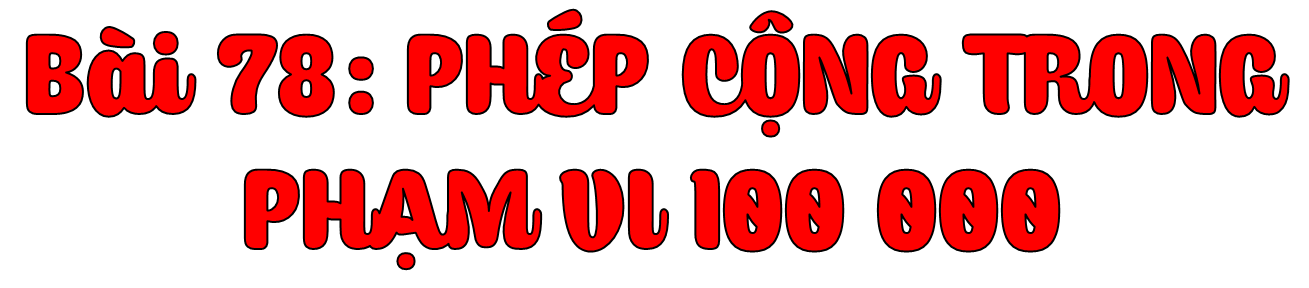 Bài 78: PHÉP CỘNG TRONG
PHẠM VI 100 000